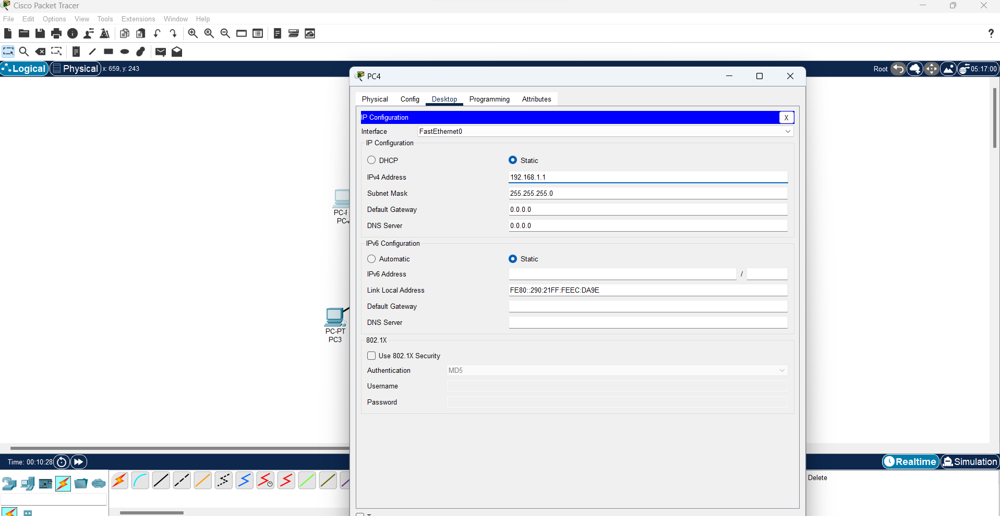 Cisco Packet Tracer
File Edit Options View Tools Extensions Window Help
Logical Physical x: 659, y: 243
Root 05:17:00
PC4
Physical Config Desktop Programming Attributes
IP Configuration X
Interface FastEthernet0
IP Configuration
DHCP Static
IPv4 Address 192.168.1.1
Subnet Mask 255.255.255.0
Default Gateway 0.0.0.0
DNS Server 0.0.0.0
IPv6 Configuration
Automatic Static
IPv6 Address /
Link Local Address FE80::290:21FF:FEEC:DA9E
Default Gateway
DNS Server
802.1X
Use 802.1X Security
Authentication MD5
Username
Password
PC4
PC-PT
PC3
Time: 00:10:28
Realtime Simulation
Delete